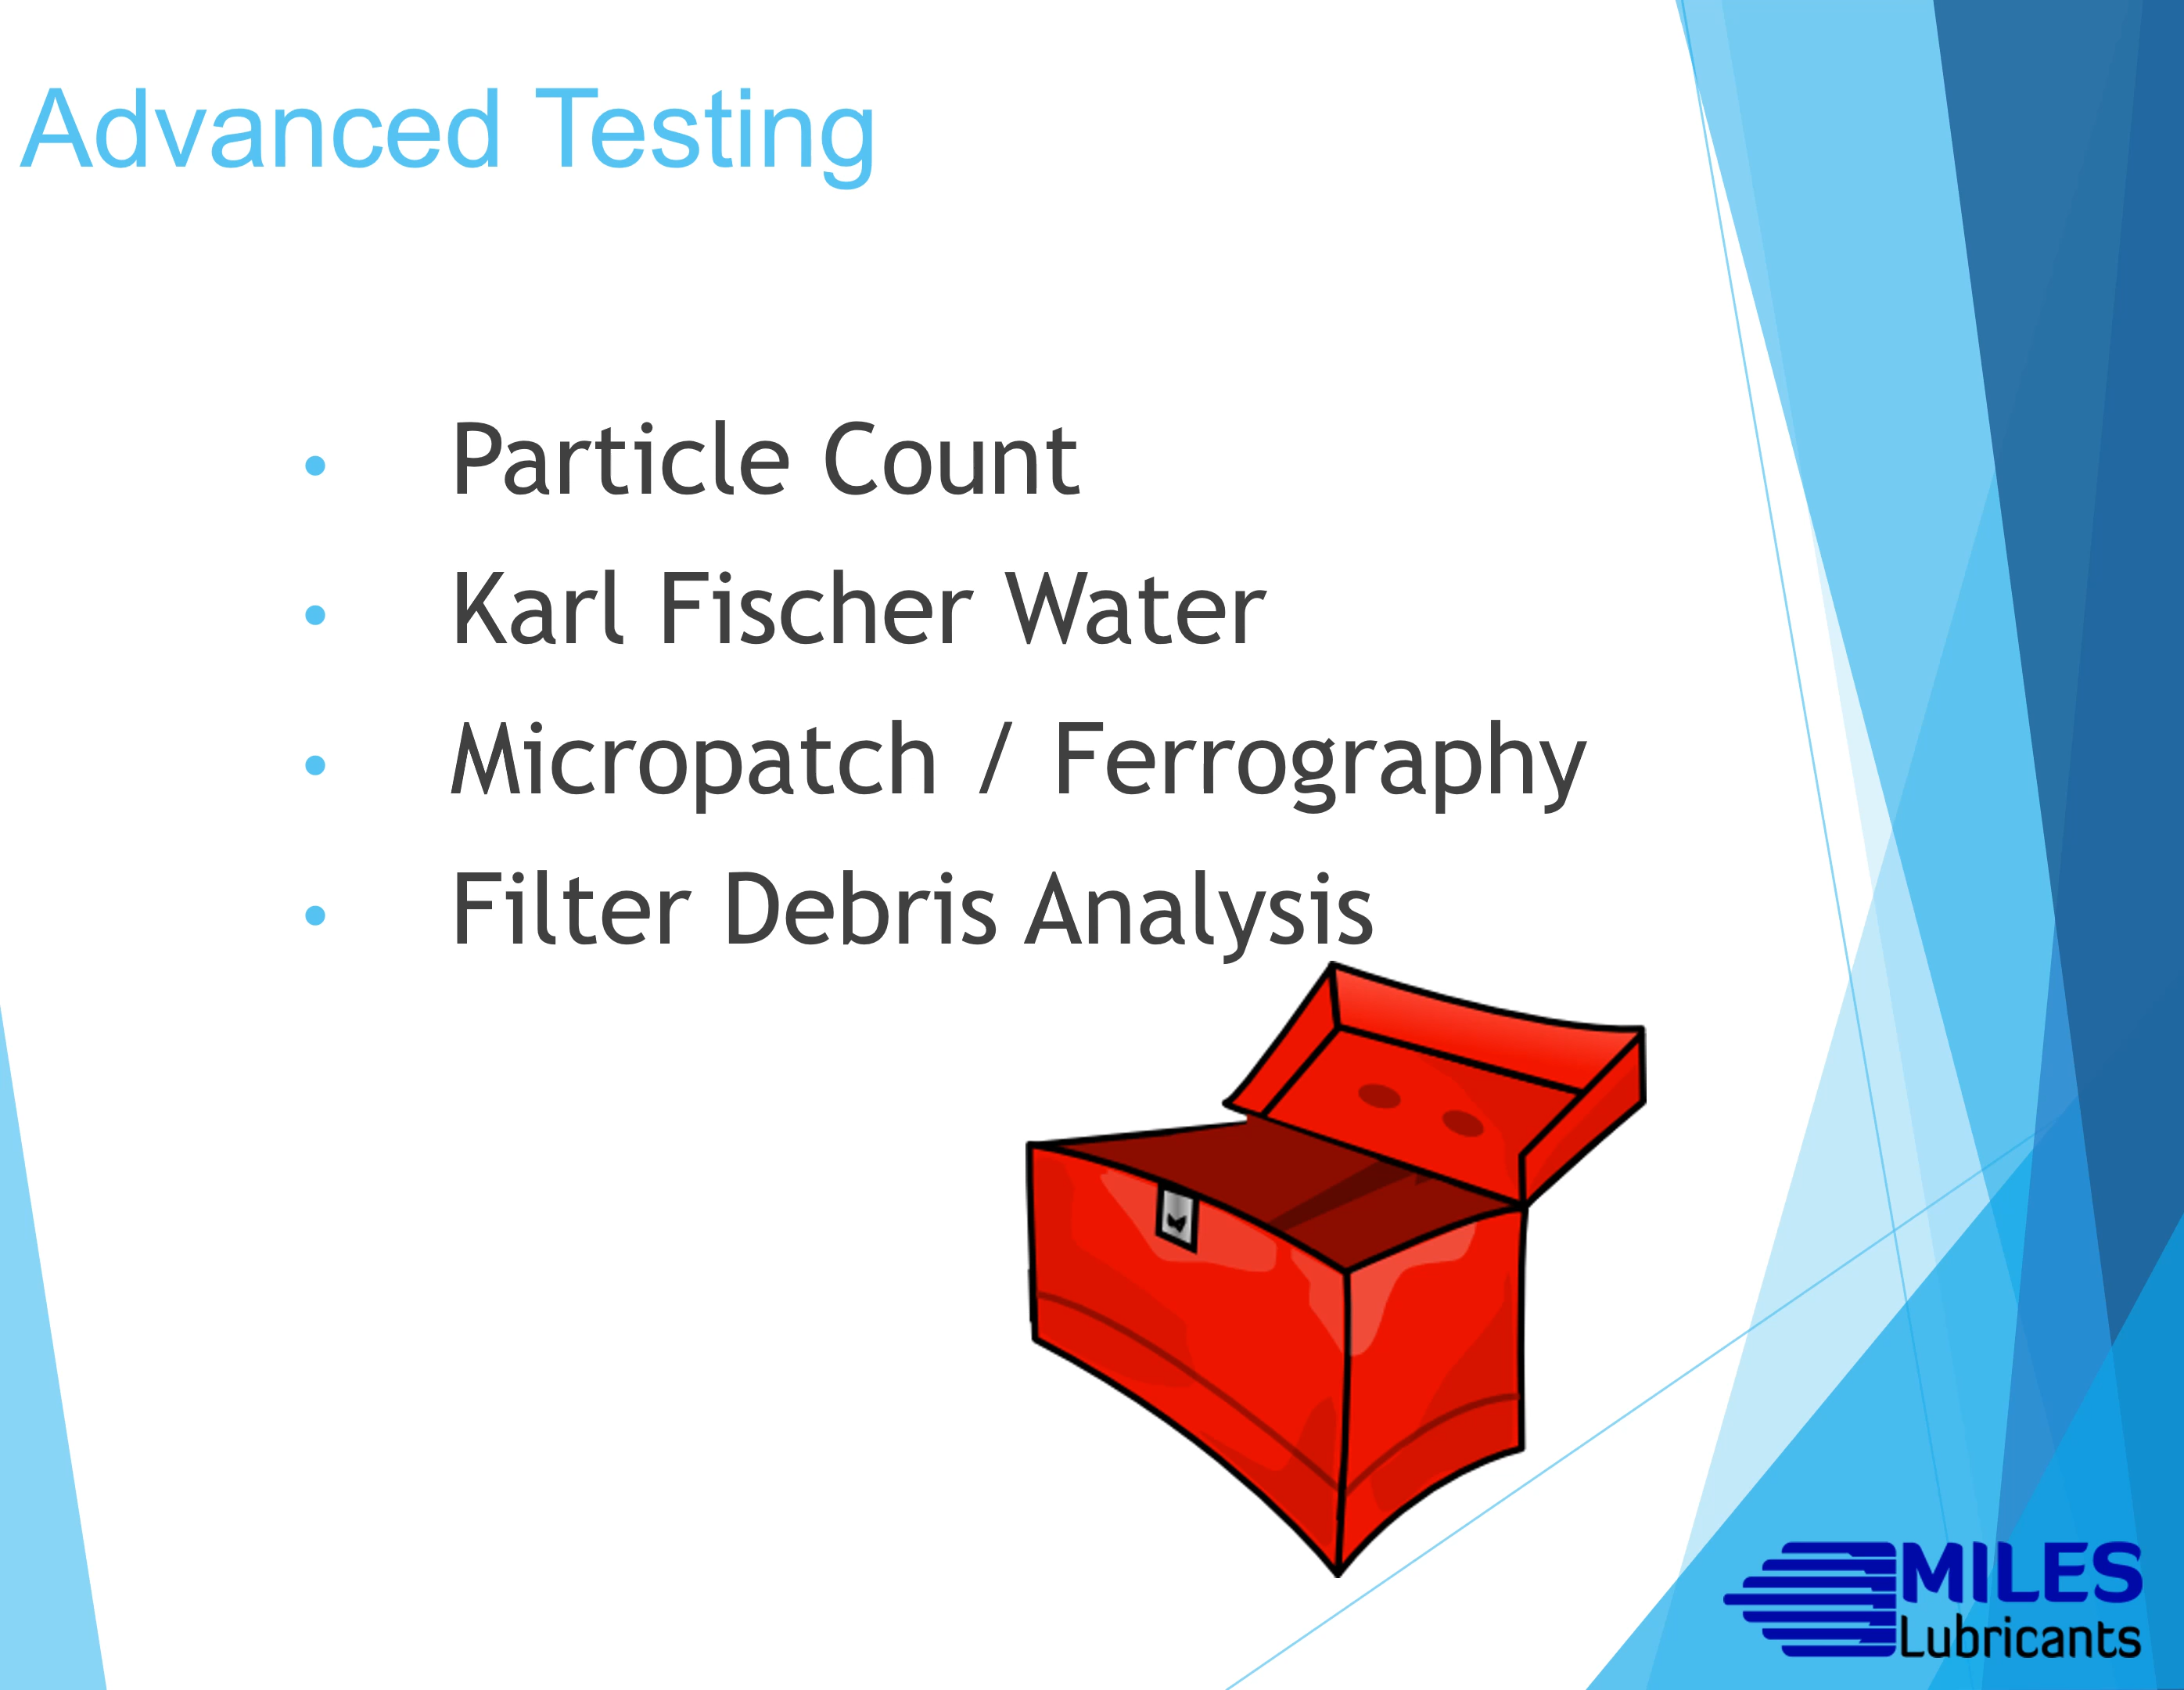 Advanced Testing
• Particle Count
• Karl Fischer Water
• Micropatch / Ferrography
• Filter Debris Analysis
MILES
Lubricants